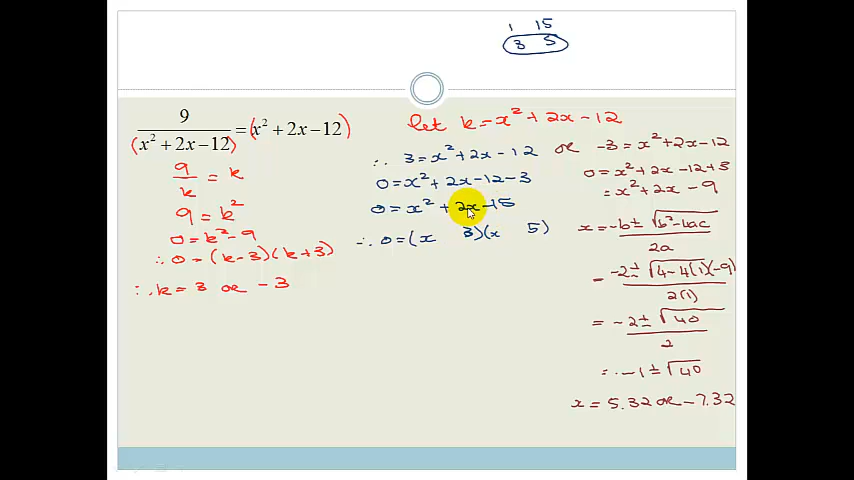 1 15
3 5
9/(x² + 2x − 12) = (x² + 2x − 12)
9/k = k
9 = k²
0 = k² − 9
∴ 0 = (k − 3)(k + 3)
∴ k = 3 or − 3
let k = x² + 2x − 12
∴ 3 = x² + 2x − 12 or −3 = x² + 2x − 12
0 = x² + 2x − 12 − 3
0 = x² + 2x − 15
∴ 0 = (x 3)(x 5)
0 = x² + 2x − 12 + 3
= x² + 2x − 9
x = −b ± √b² − 4ac / 2a
= −2 ± √4 − 4(1)(−9) / 2(1)
= −2 ± √40 / 2
= −1 ± √40
x = 5.32 or − 7.32